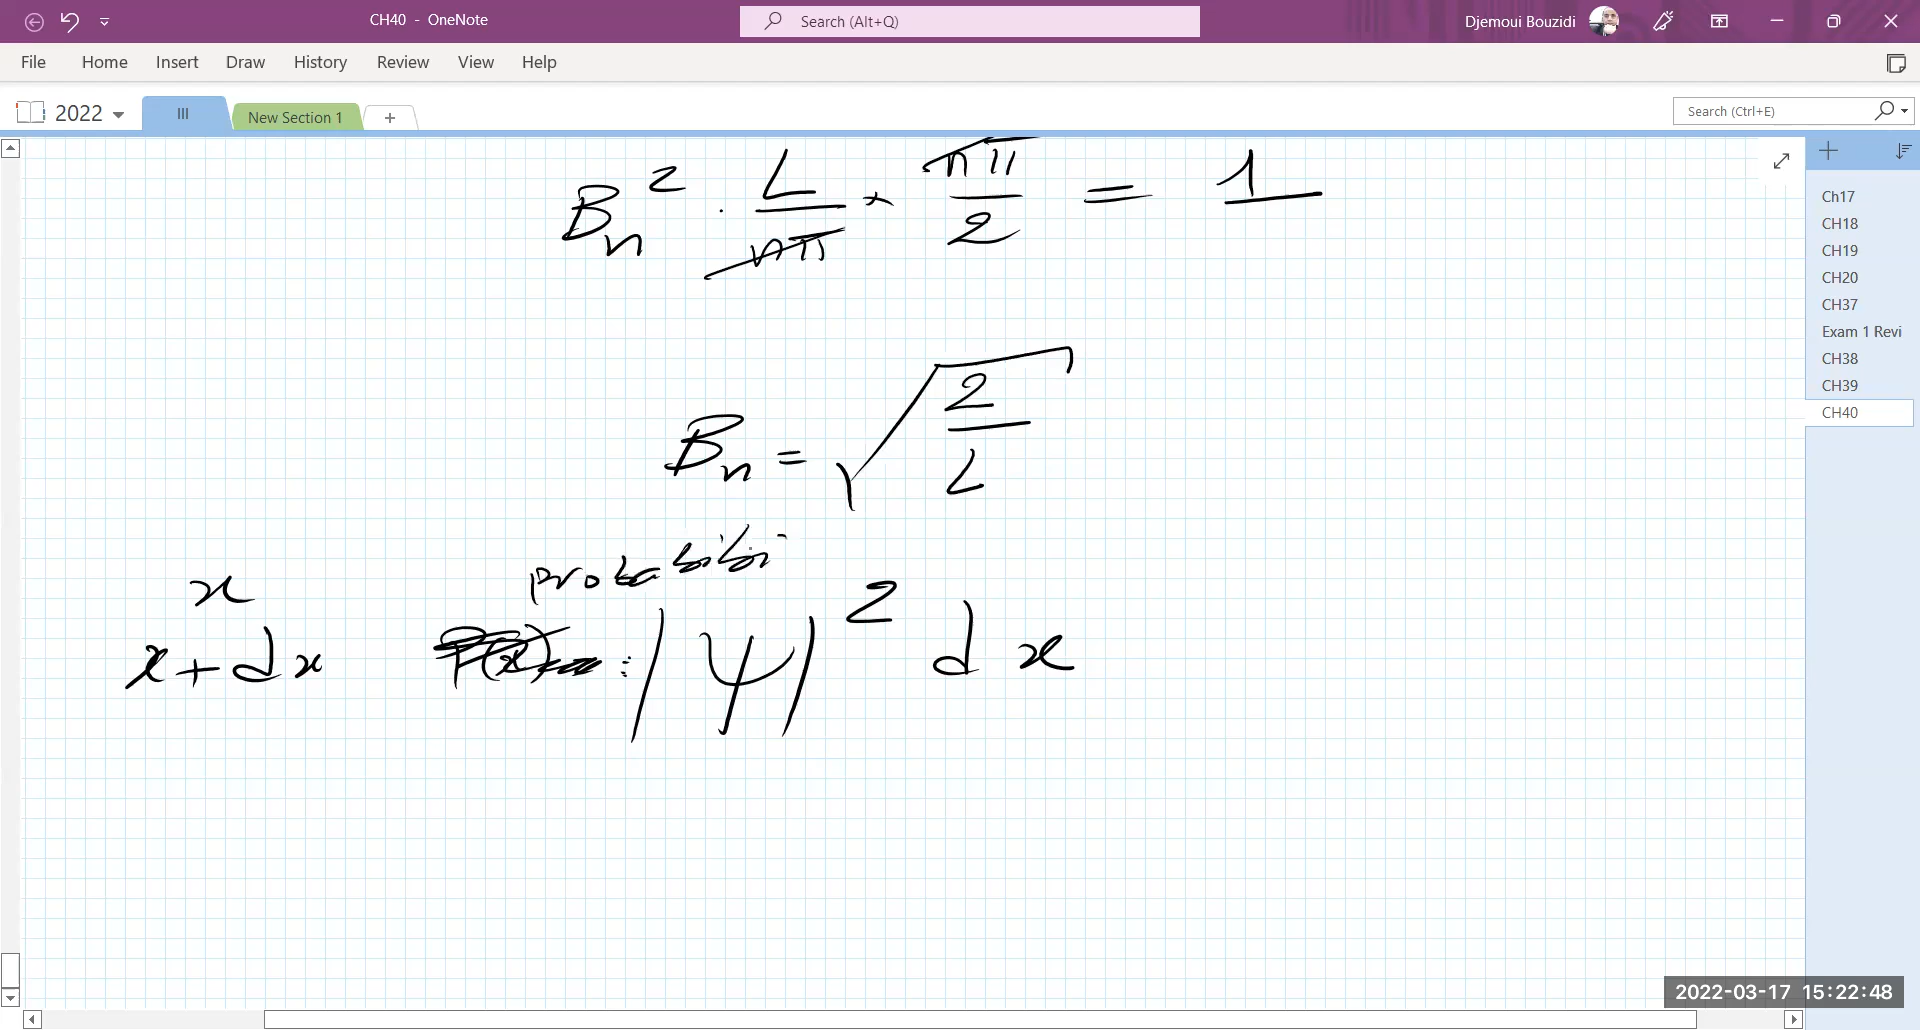 CH40 - OneNote
Search (Alt+Q)
Djemoui Bouzidi
File Home Insert Draw History Review View Help
2022
III
New Section 1
+
Search (Ctrl+E)
Bn² · L/nπ * nπ/2 = 1
Bn = √(2/L)
x
x + dx
|ψ|² dx
Ch17
CH18
CH19
CH20
CH37
Exam 1 Revi
CH38
CH39
CH40
2022-03-17 15:22:48